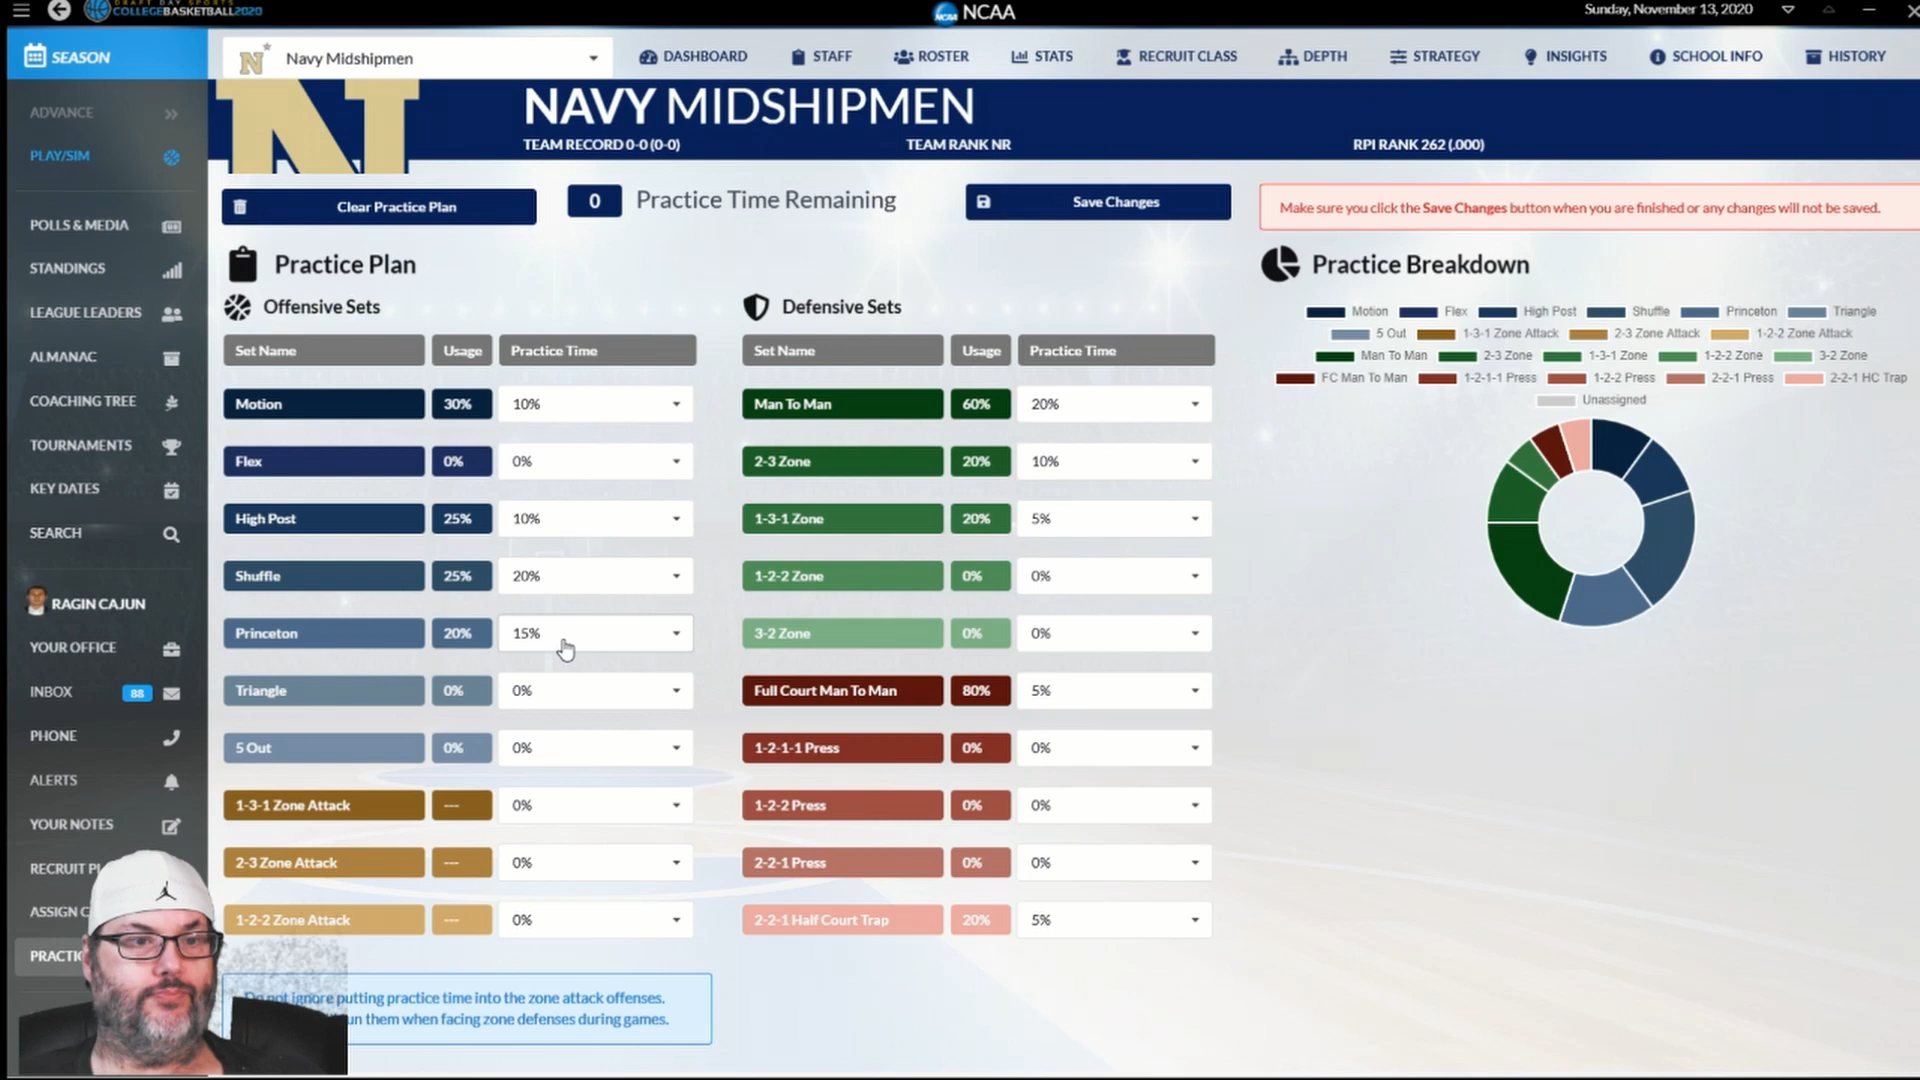 DRAFT DAY SPORTS
COLLEGE BASKETBALL 2020
NCAA
Sunday, November 13, 2020
SEASON
Navy Midshipmen
DASHBOARD
STAFF
ROSTER
STATS
RECRUIT CLASS
DEPTH
STRATEGY
INSIGHTS
SCHOOL INFO
HISTORY
NAVY MIDSHIPMEN
TEAM RECORD 0-0 (0-0)
TEAM RANK NR
RPI RANK 262 (.000)
ADVANCE
PLAY/SIM
POLLS & MEDIA
STANDINGS
LEAGUE LEADERS
ALMANAC
COACHING TREE
TOURNAMENTS
KEY DATES
SEARCH
RAGIN CAJUN
YOUR OFFICE
INBOX 88
PHONE
ALERTS
YOUR NOTES
RECRUIT PL
ASSIGN C
PRACTIC
Clear Practice Plan
0 Practice Time Remaining
Save Changes
Make sure you click the Save Changes button when you are finished or any changes will not be saved.
Practice Plan
Offensive Sets
Set Name Usage Practice Time
Motion 30% 10%
Flex 0% 0%
High Post 25% 10%
Shuffle 25% 20%
Princeton 20% 15%
Triangle 0% 0%
5 Out 0% 0%
1-3-1 Zone Attack --- 0%
2-3 Zone Attack --- 0%
1-2-2 Zone Attack --- 0%
not ignore putting practice time into the zone attack offenses.
un them when facing zone defenses during games.
Defensive Sets
Set Name Usage Practice Time
Man To Man 60% 20%
2-3 Zone 20% 10%
1-3-1 Zone 20% 5%
1-2-2 Zone 0% 0%
3-2 Zone 0% 0%
Full Court Man To Man 80% 5%
1-2-1-1 Press 0% 0%
1-2-2 Press 0% 0%
2-2-1 Press 0% 0%
2-2-1 Half Court Trap 20% 5%
Practice Breakdown
Motion Flex High Post Shuffle Princeton Triangle
5 Out 1-3-1 Zone Attack 2-3 Zone Attack 1-2-2 Zone Attack
Man To Man 2-3 Zone 1-3-1 Zone 1-2-2 Zone 3-2 Zone
FC Man To Man 1-2-1-1 Press 1-2-2 Press 2-2-1 Press 2-2-1 HC Trap
Unassigned